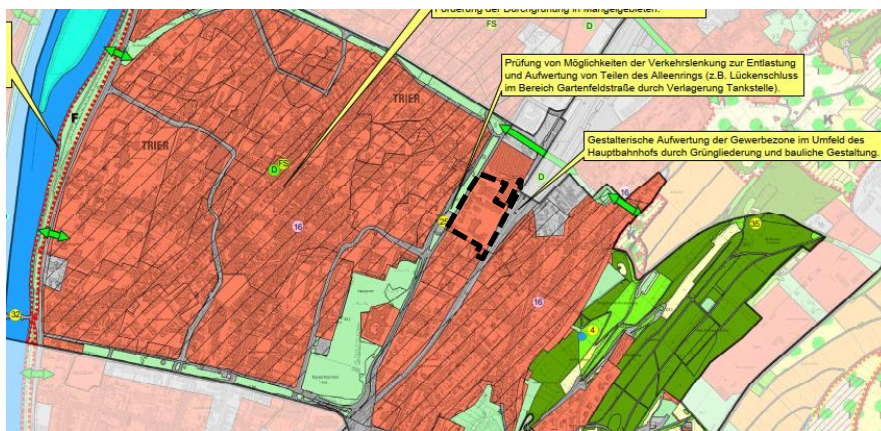 Förderung der Durchgrünung in Mangelgebieten.
FS
D
Prüfung von Möglichkeiten der Verkehrslenkung zur Entlastung
und Aufwertung von Teilen des Alleenrings (z.B. Lückenschluss
im Bereich Gartenfeldstraße durch Verlagerung Tankstelle).
TRIER
F
TRIER
K
Gestalterische Aufwertung der Gewerbezone im Umfeld des
Hauptbahnhofs durch Grüngliederung und bauliche Gestaltung.
FS
D
D
16
16
K
35
32
4
16